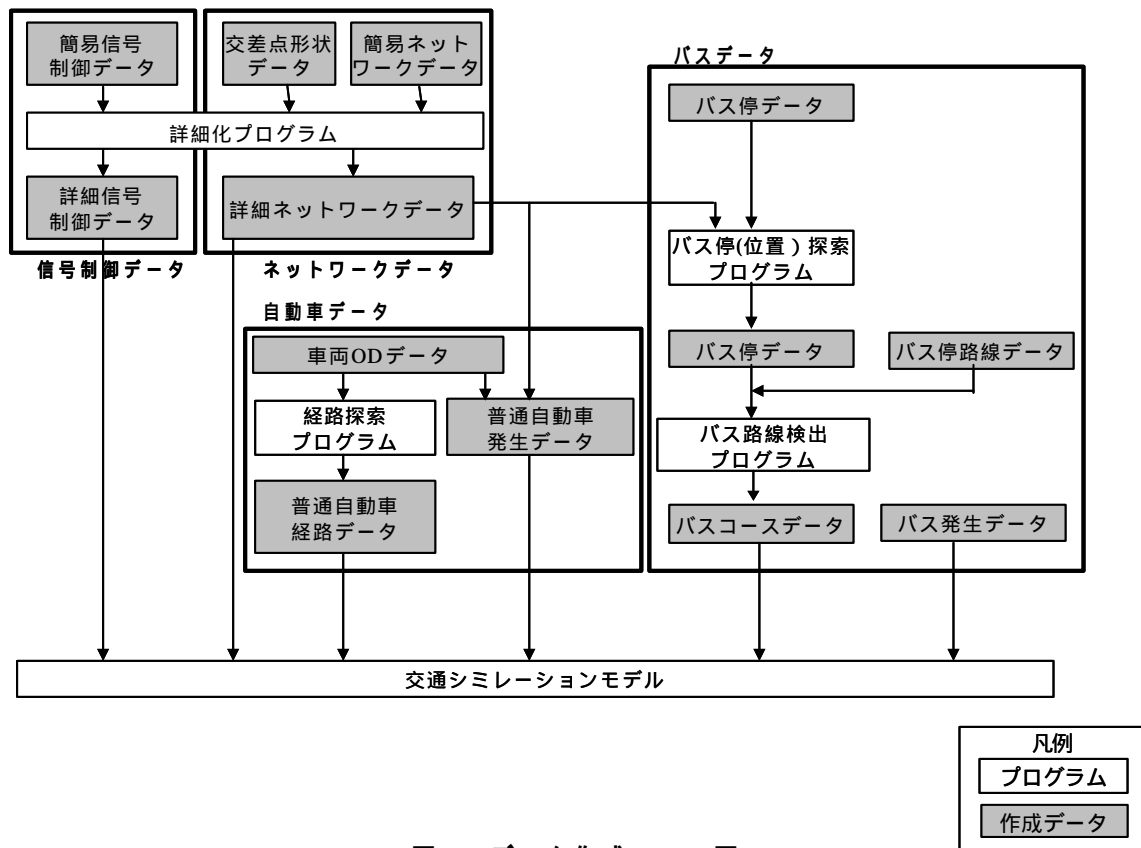 簡易信号
制御データ
交差点形状
データ
簡易ネット
ワークデータ
詳細化プログラム
詳細信号
制御データ
詳細ネットワークデータ
信号制御データ
ネットワークデータ
バスデータ
バス停データ
バス停(位置）探索
プログラム
バス停データ
バス停路線データ
バス路線検出
プログラム
バスコースデータ
バス発生データ
自動車データ
車両ODデータ
経路探索
プログラム
普通自動車
発生データ
普通自動車
経路データ
交通シミレーションモデル
凡例
プログラム
作成データ